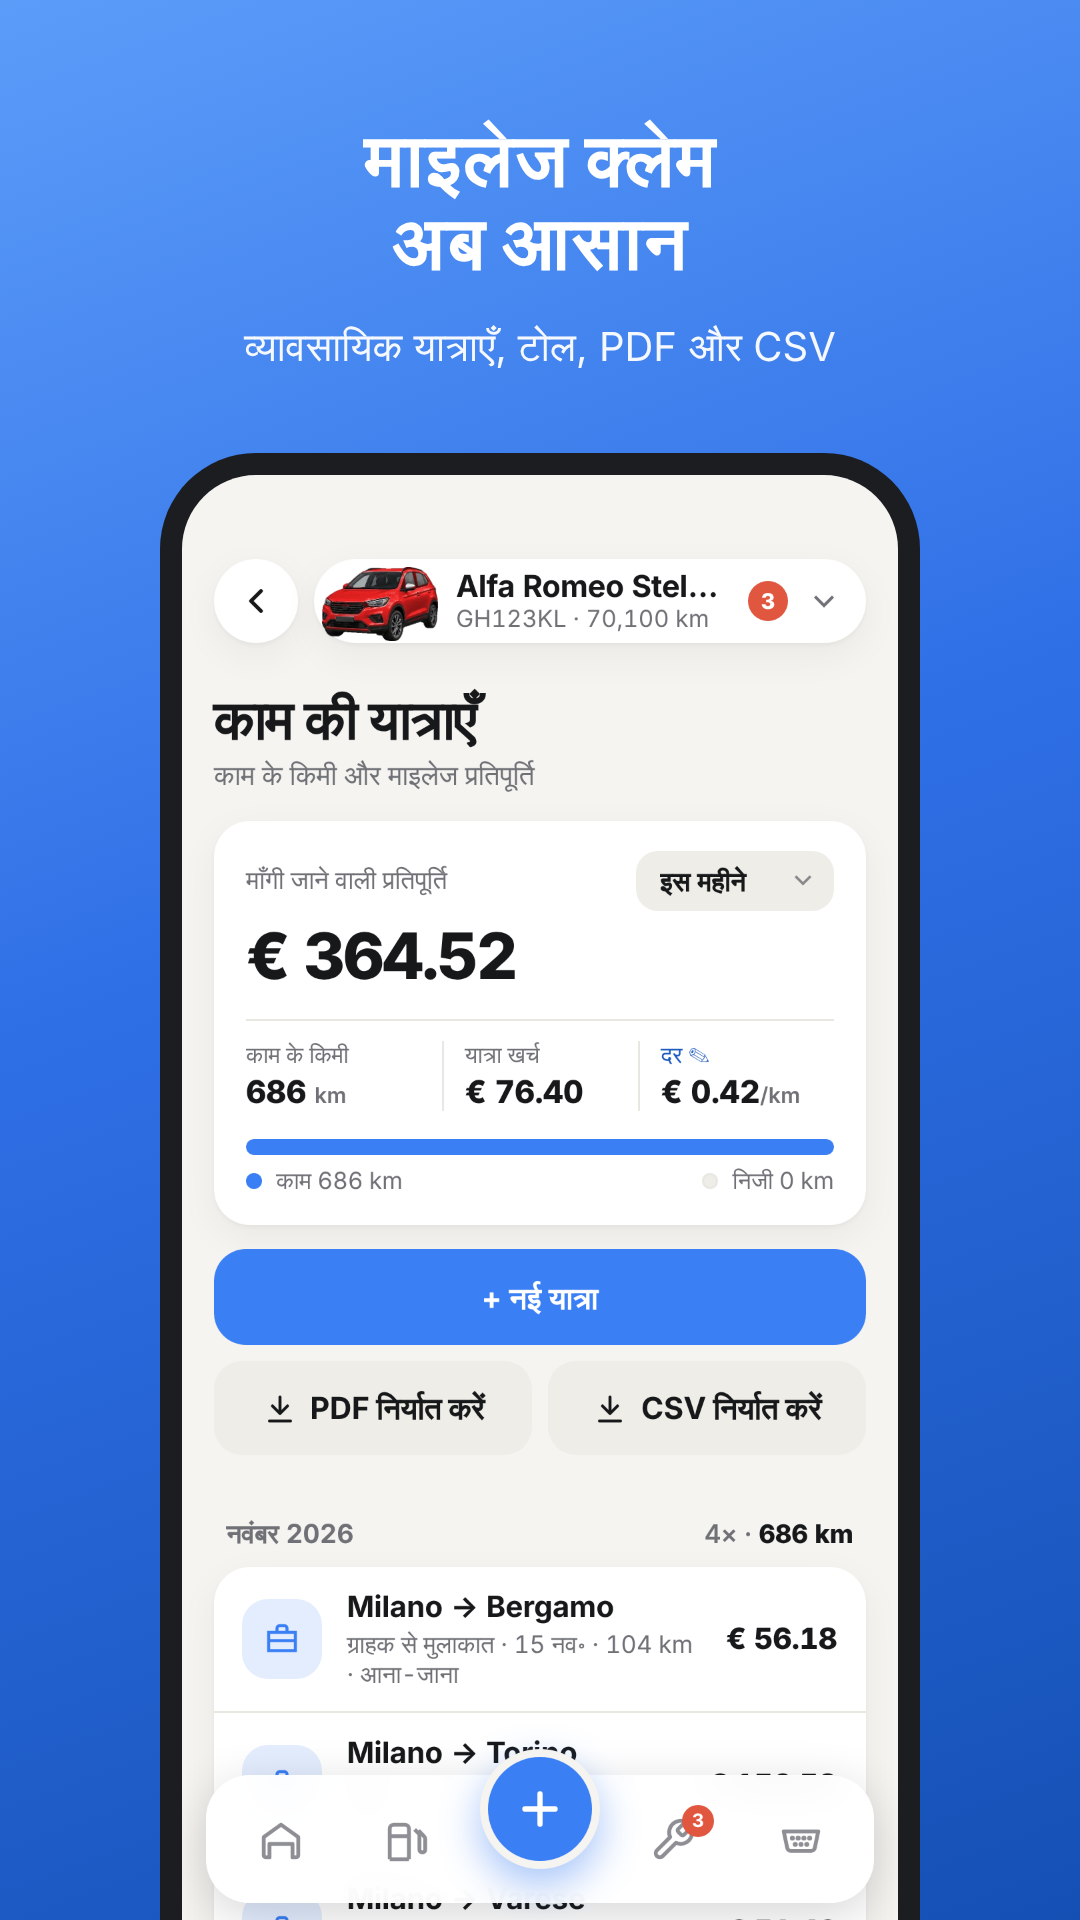 माइलेज क्लेम
अब आसान
व्यावसायिक यात्राएँ, टोल, PDF और CSV
Alfa Romeo Stel...
GH123KL · 70,100 km
3
काम की यात्राएँ
काम के किमी और माइलेज प्रतिपूर्ति
माँगी जाने वाली प्रतिपूर्ति
इस महीने
€ 364.52
काम के किमी
686 km
यात्रा खर्च
€ 76.40
दर ✎
€ 0.42/km
काम 686 km
निजी 0 km
+ नई यात्रा
PDF निर्यात करें
CSV निर्यात करें
नवंबर 2026
4× · 686 km
Milano → Bergamo
ग्राहक से मुलाकात · 15 नव॰ · 104 km
· आना-जाना
€ 56.18
Milano → Torino
3
Milano → Varese